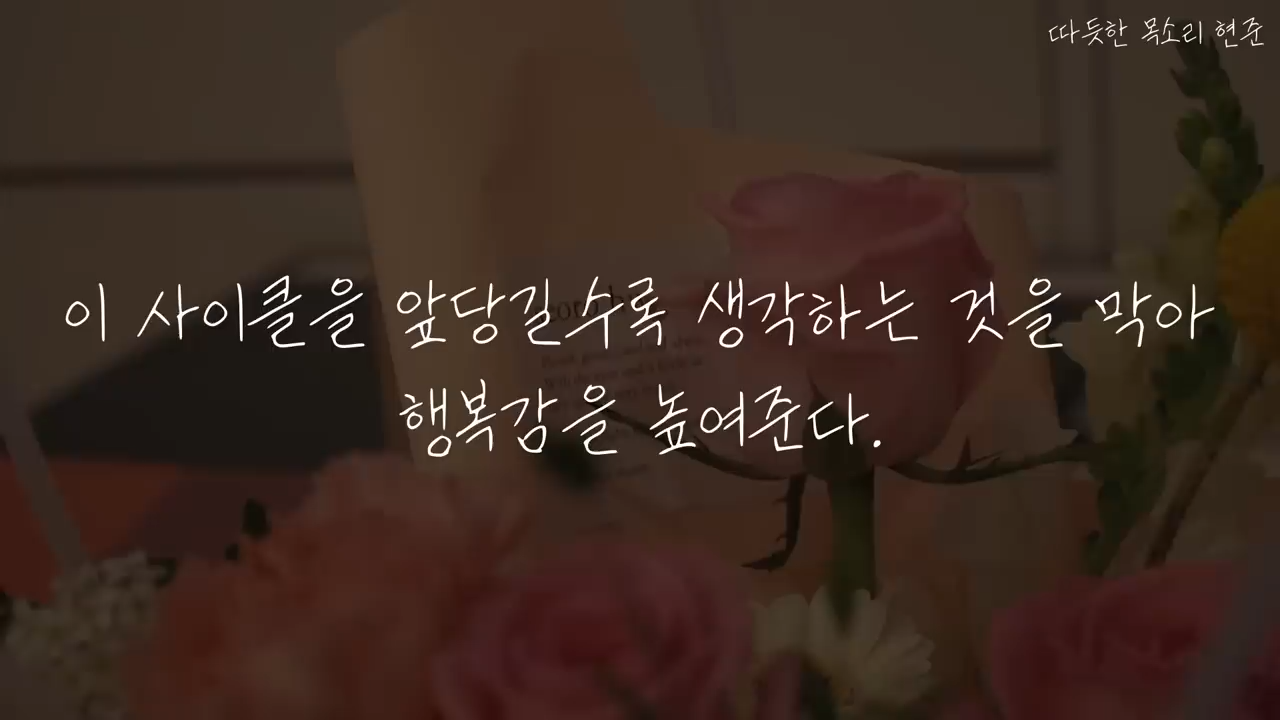 따듯한 목소리 현준
이 사이클을 앞당길수록 생각하는 것을 막아
행복감을 높여준다.